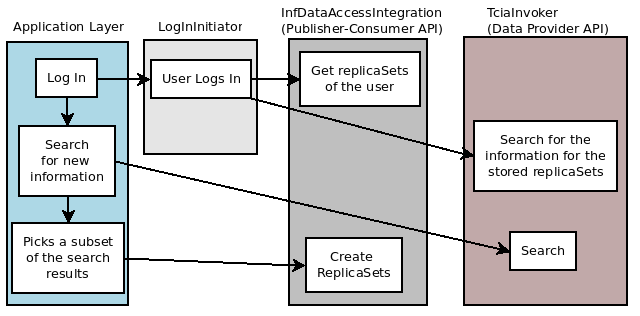 Application Layer
LogInInitiator
InfDataAccessIntegration
(Publisher-Consumer API)
TciaInvoker
(Data Provider API)
Log In
User Logs In
Get replicaSets
of the user
Search
for new
information
Search for the
information for the
stored replicaSets
Picks a subset
of the search
results
Create
ReplicaSets
Search